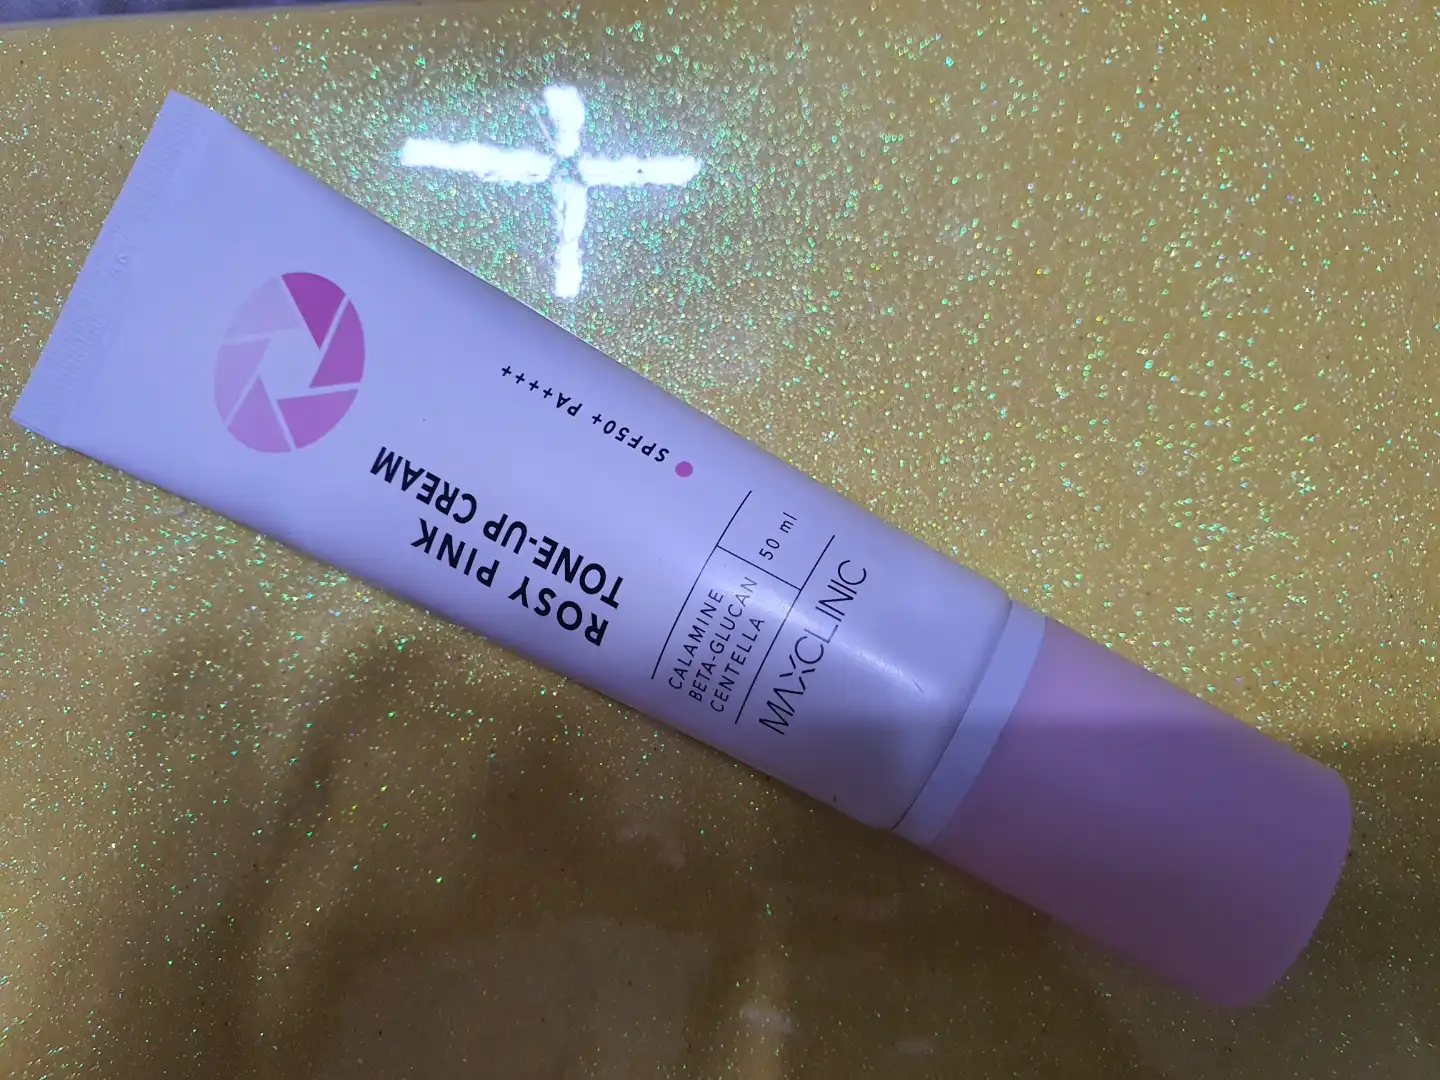 ROSY PINK
TONE-UP CREAM
SPF50+ PA++++
CALAMINE
BETA-GLUCAN
CENTELLA
50 ml
MAXCLINIC